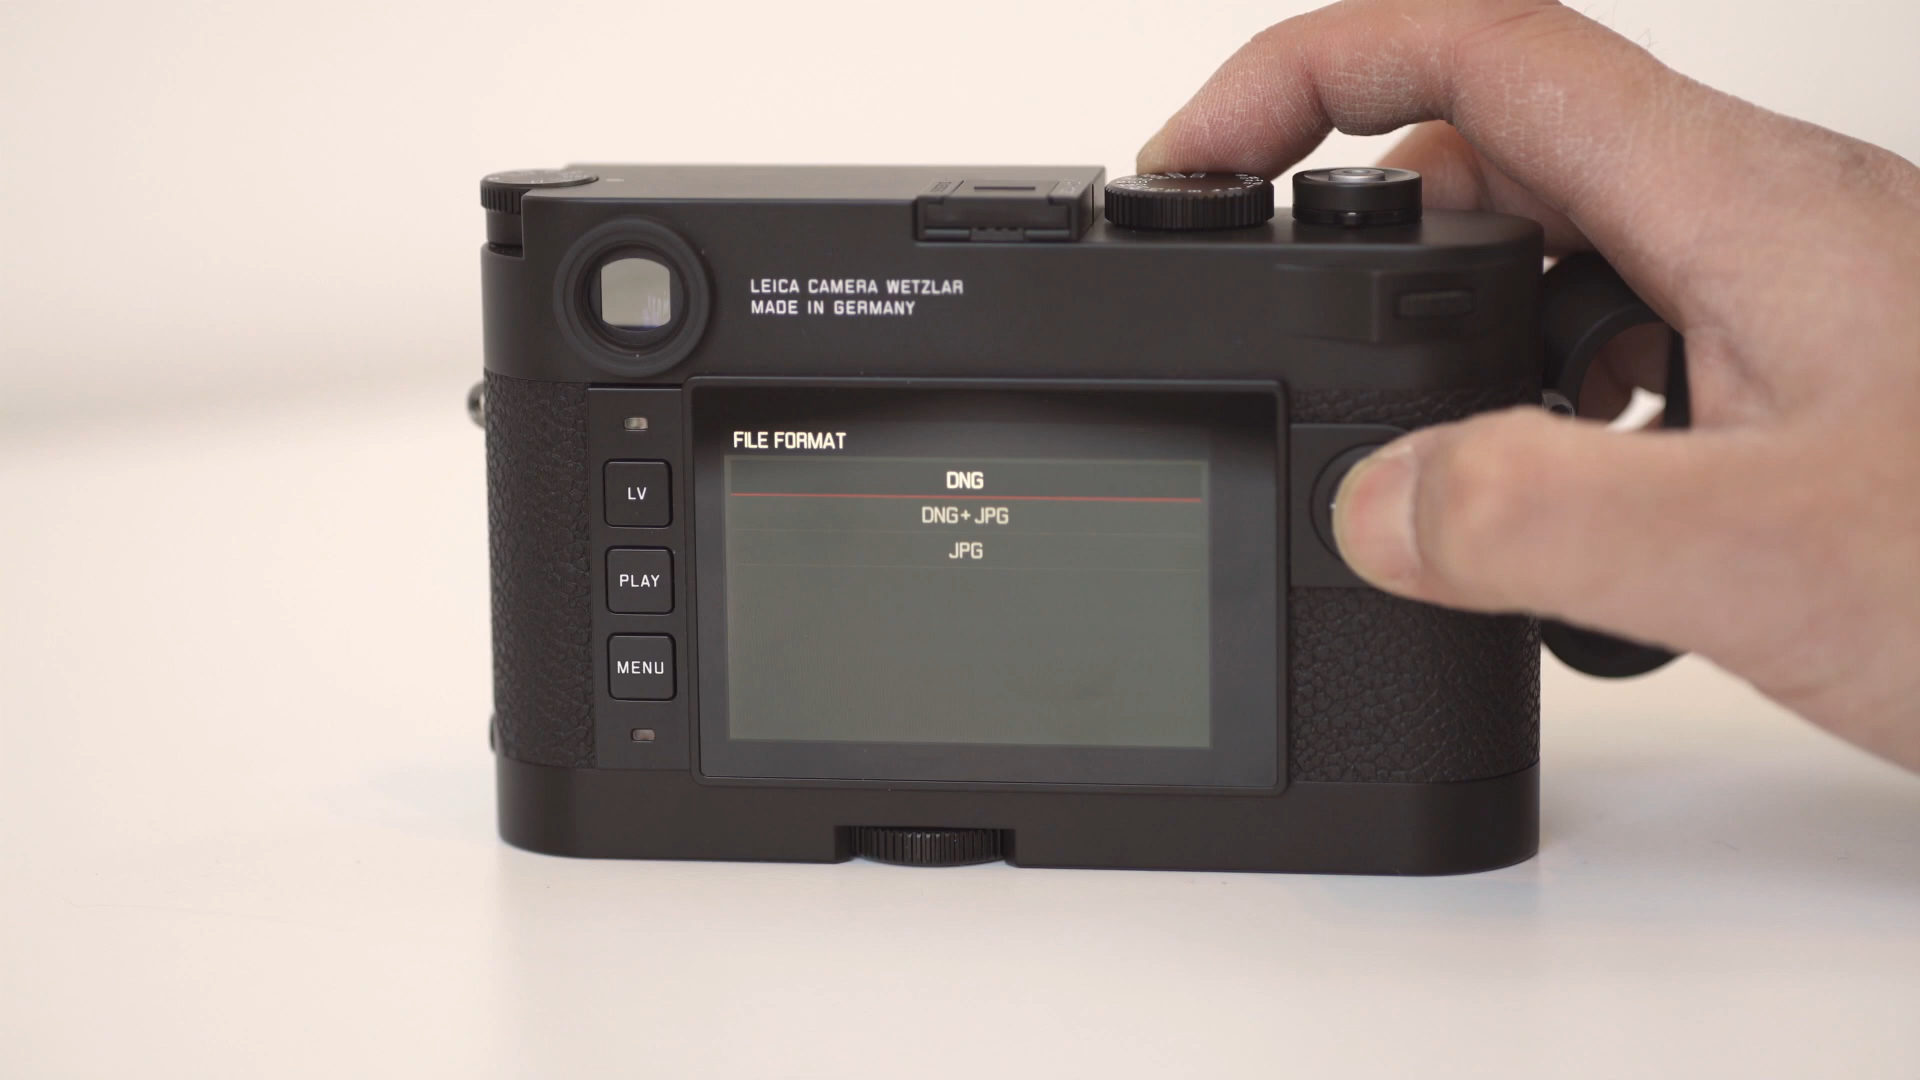 LEICA CAMERA WETZLAR
MADE IN GERMANY
FILE FORMAT
DNG
DNG+JPG
JPG
LV
PLAY
MENU